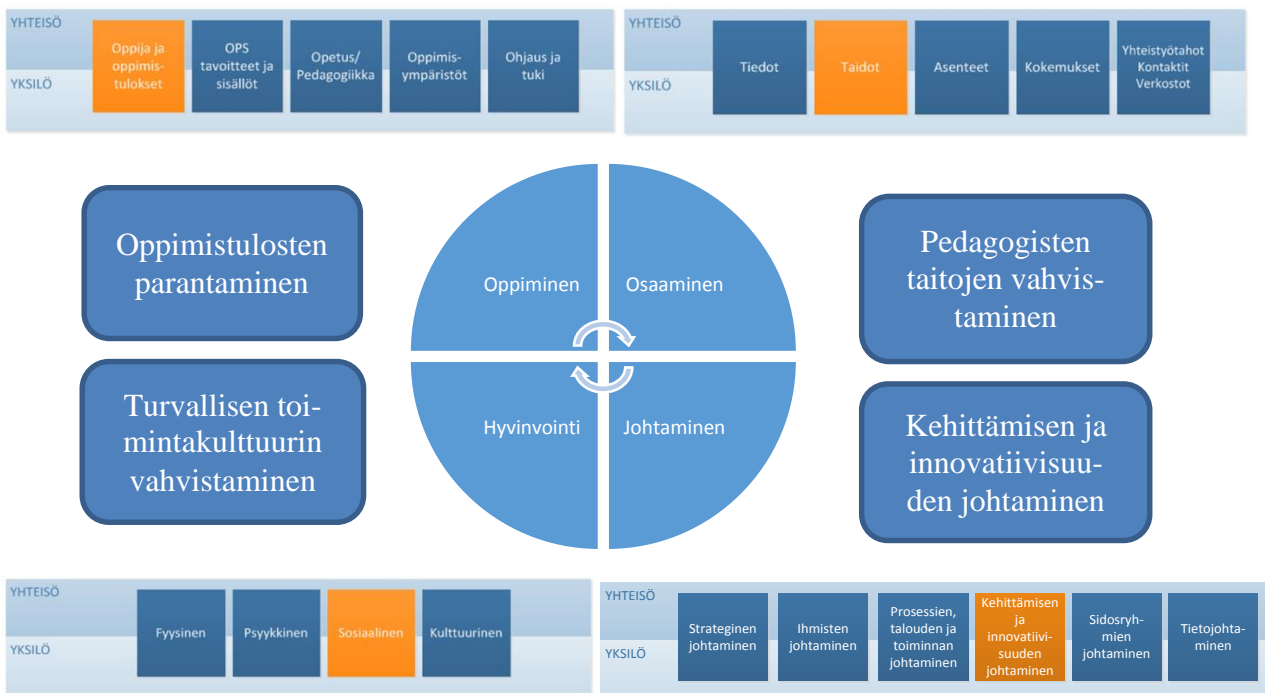 YHTEISÖ
YKSILÖ
Oppija ja
oppimis-
tulokset
OPS
tavoitteet ja
sisällöt
Opetus/
Pedagogiikka
Oppimis-
ympäristöt
Ohjaus ja
tuki
YHTEISÖ
YKSILÖ
Tiedot
Taidot
Asenteet
Kokemukset
Yhteistyötahot
Kontaktit
Verkostot
Oppimistulosten
parantaminen
Turvallisen toi-
mintakulttuurin
vahvistaminen
Oppiminen
Osaaminen
Hyvinvointi
Johtaminen
Pedagogisten
taitojen vahvis-
taminen
Kehittämisen ja
innovatiivisuu-
den johtaminen
YHTEISÖ
YKSILÖ
Fyysinen
Psyykkinen
Sosiaalinen
Kulttuurinen
YHTEISÖ
YKSILÖ
Strateginen
johtaminen
Ihmisten
johtaminen
Prosessien,
talouden ja
toiminnan
johtaminen
Kehittämisen
ja
innovatiivi-
suuden
johtaminen
Sidosryh-
mien
johtaminen
Tietojohta-
minen